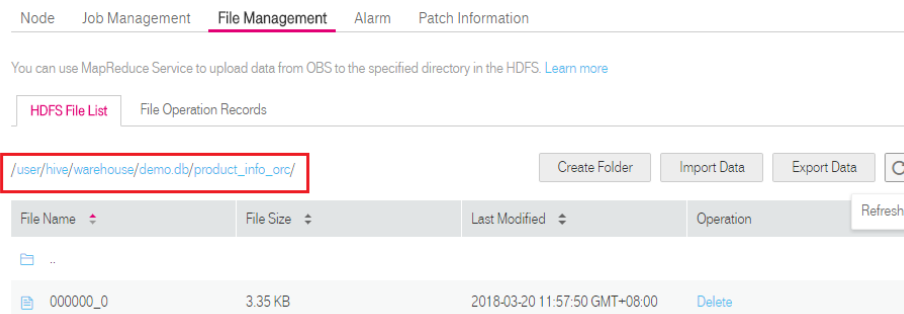 Node Job Management File Management Alarm Patch Information
You can use MapReduce Service to upload data from OBS to the specified directory in the HDFS. Learn more
HDFS File List File Operation Records
/user/hive/warehouse/demo.db/product_info_orc/ Create Folder Import Data Export Data
Refresh
File Name File Size Last Modified Operation
..
000000_0 3.35 KB 2018-03-20 11:57:50 GMT+08:00 Delete